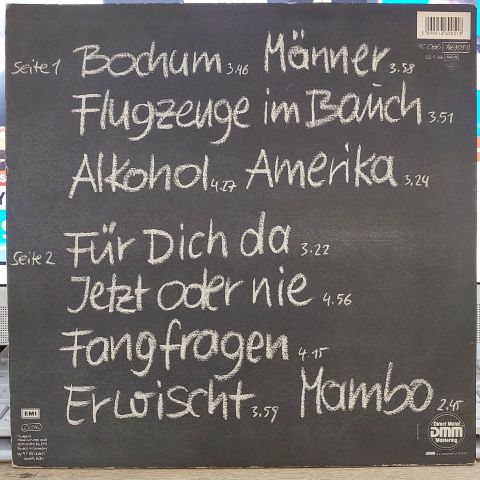 Seite 1 Bochum 3.46 Männer 3.58
Flugzeuge im Bauch 3.51
Alkohol 4.27 Amerika 3.24
Seite 2 Für Dich da 3.22
Jetzt oder nie 4.56
Fangfragen 4.15
Erwischt 3.59 Mambo 2.45
EMI
Direct Metal
DMM
Mastering
DMM